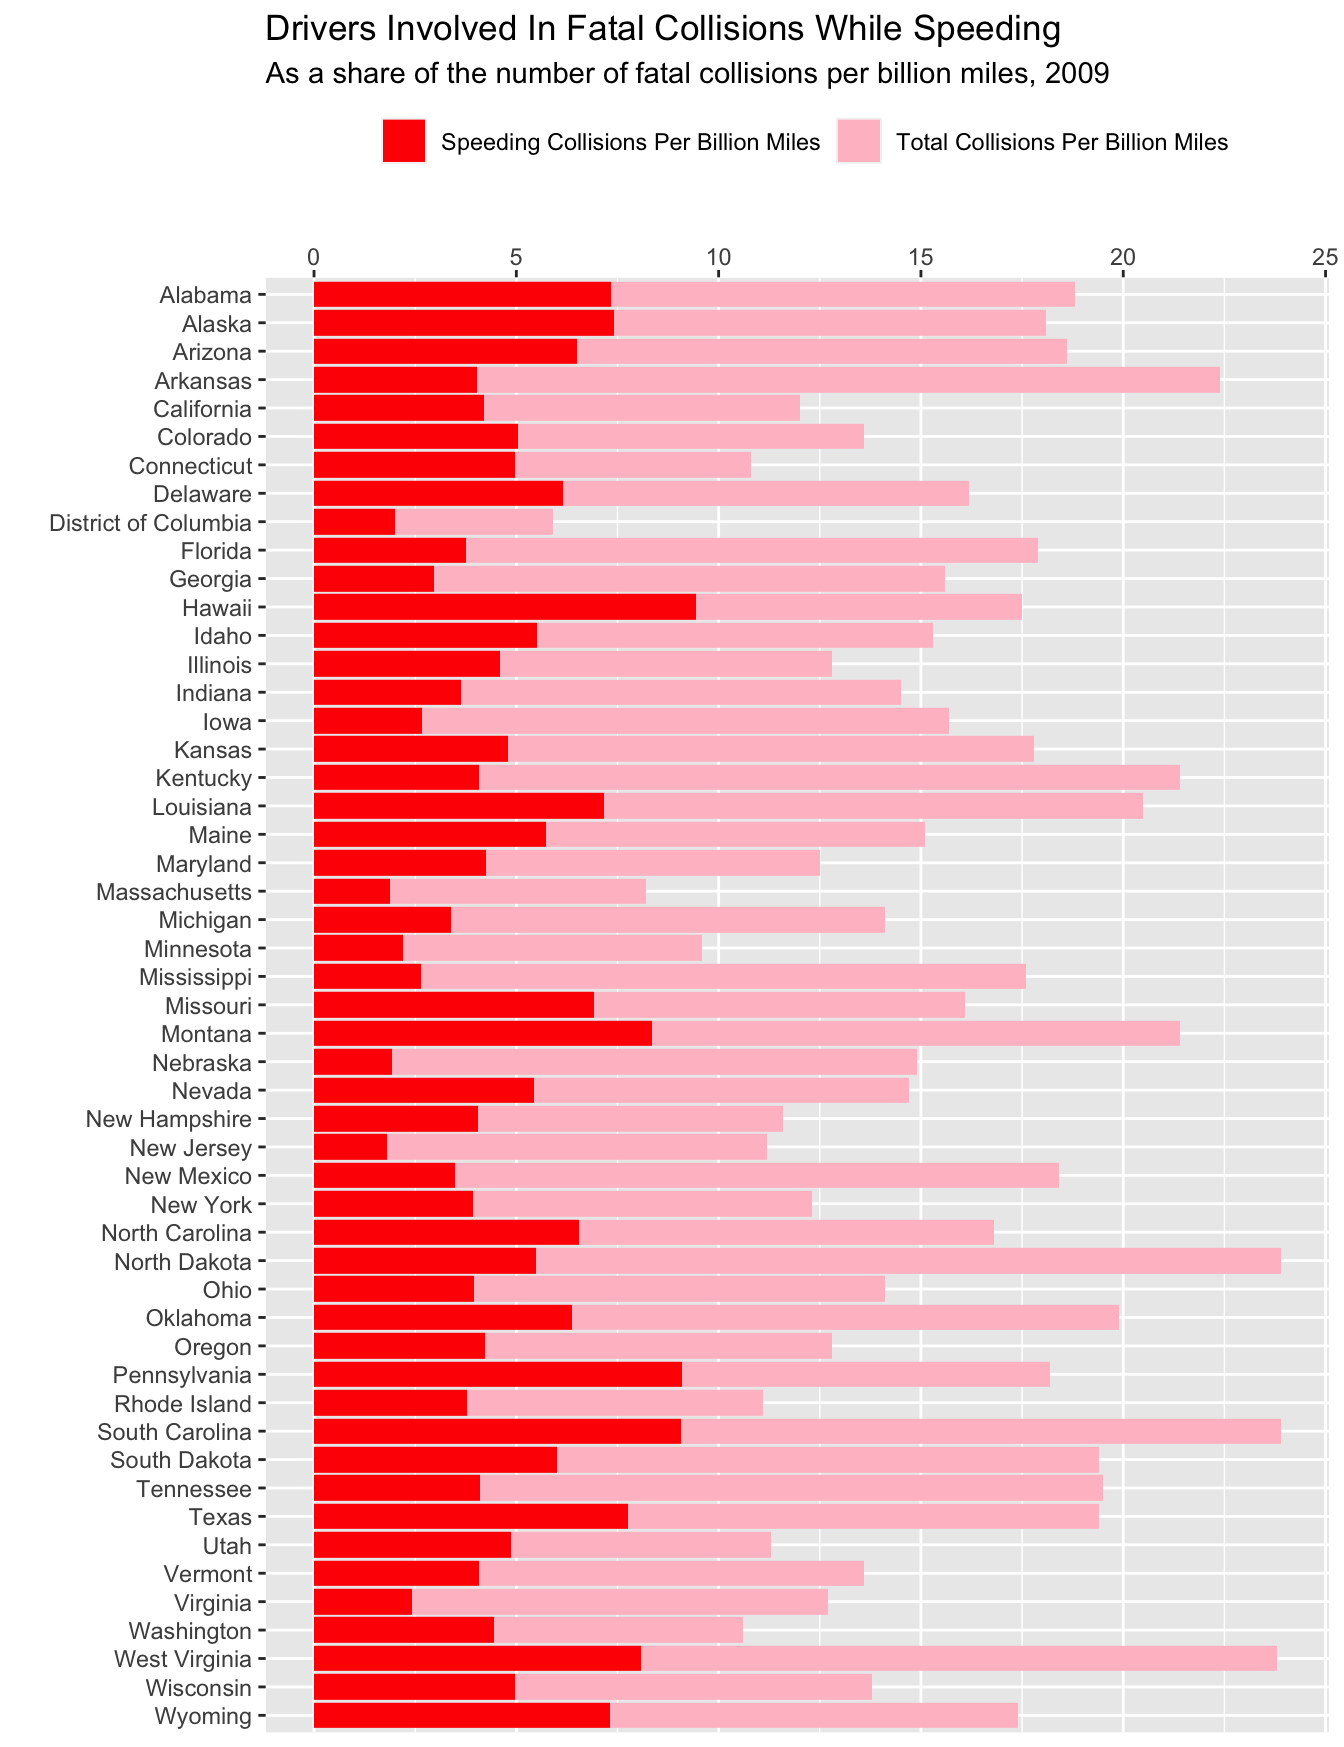 Drivers Involved In Fatal Collisions While Speeding
As a share of the number of fatal collisions per billion miles, 2009
Speeding Collisions Per Billion Miles Total Collisions Per Billion Miles
0 5 10 15 20 25
Alabama
Alaska
Arizona
Arkansas
California
Colorado
Connecticut
Delaware
District of Columbia
Florida
Georgia
Hawaii
Idaho
Illinois
Indiana
Iowa
Kansas
Kentucky
Louisiana
Maine
Maryland
Massachusetts
Michigan
Minnesota
Mississippi
Missouri
Montana
Nebraska
Nevada
New Hampshire
New Jersey
New Mexico
New York
North Carolina
North Dakota
Ohio
Oklahoma
Oregon
Pennsylvania
Rhode Island
South Carolina
South Dakota
Tennessee
Texas
Utah
Vermont
Virginia
Washington
West Virginia
Wisconsin
Wyoming